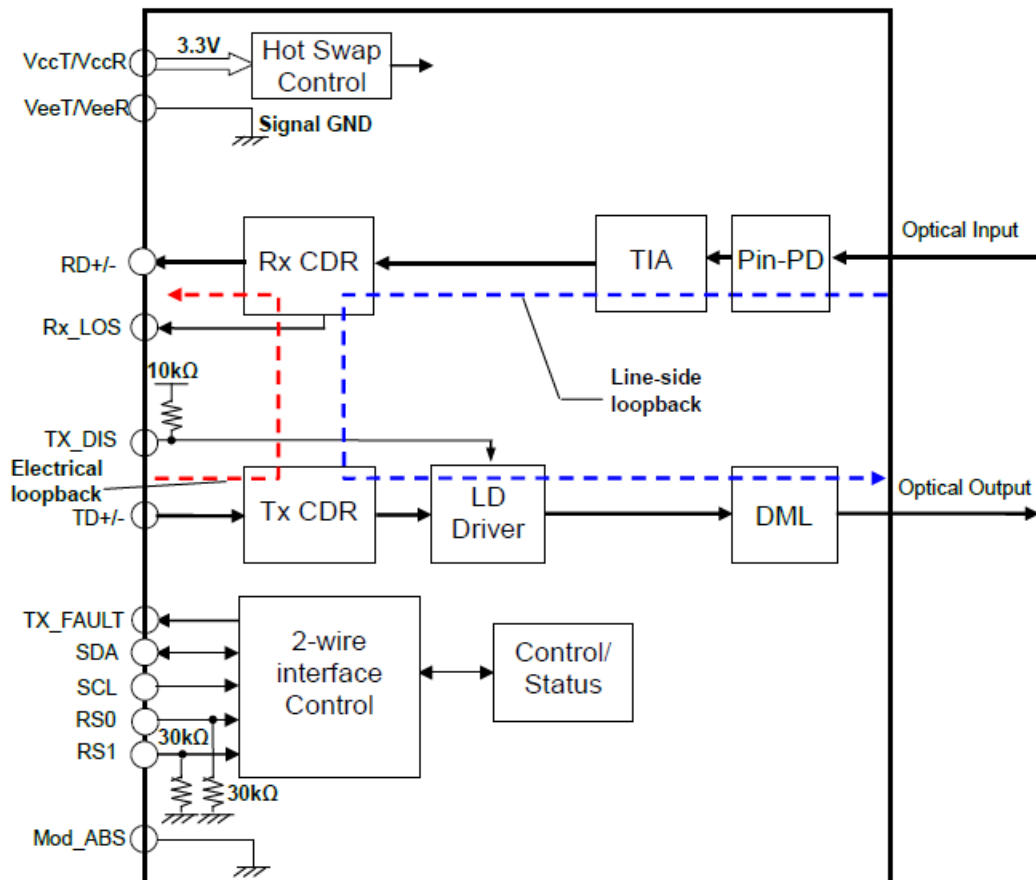 VccT/VccR
3.3V
Hot Swap
Control
VeeT/VeeR
Signal GND
Optical Input
RD+/-
Rx CDR
TIA
Pin-PD
Rx_LOS
10kΩ
Line-side
loopback
TX_DIS
Electrical
loopback
TD+/-
Tx CDR
LD
Driver
DML
Optical Output
TX_FAULT
SDA
SCL
RS0
RS1
2-wire
interface
Control
Control/
Status
30kΩ
30kΩ
Mod_ABS